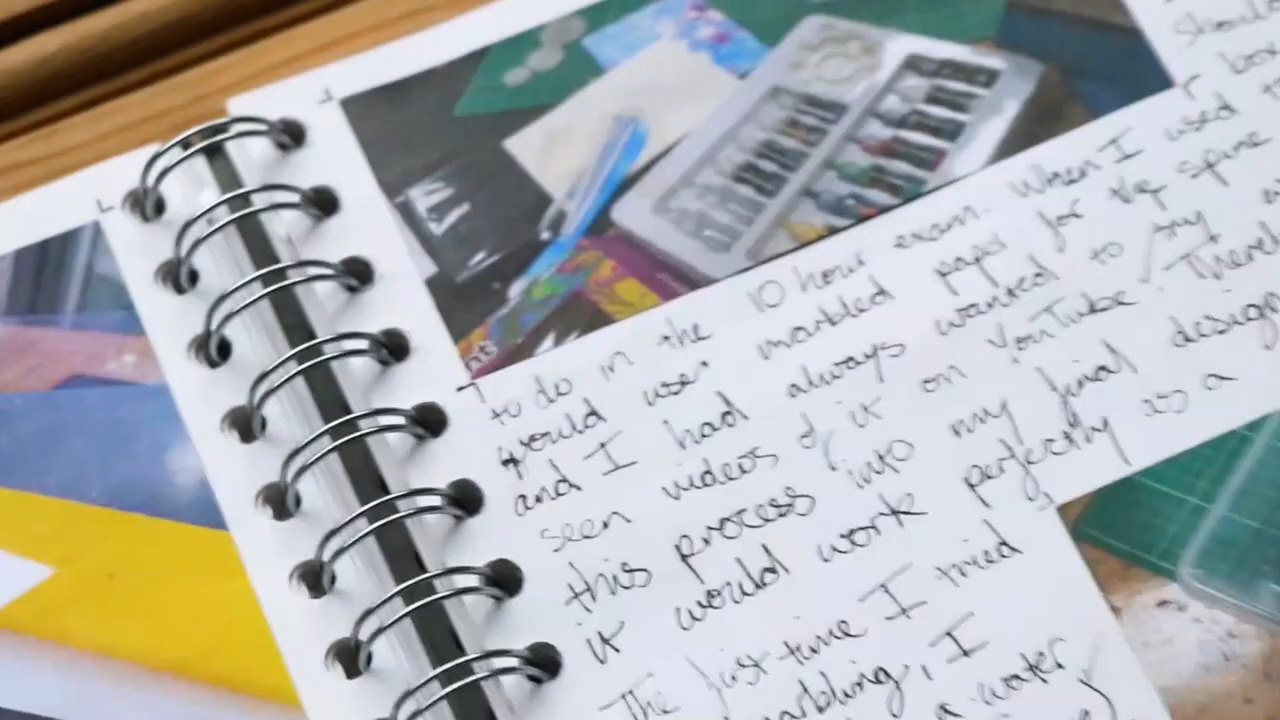 should
r box
to do in the 10 hour exam. When I used
would use marbled paper for the spine
and I had always wanted to try
seen videos of it on YouTube.
this process into my final design
it would work perfectly as a
The first time I tried
marbling, I
a water